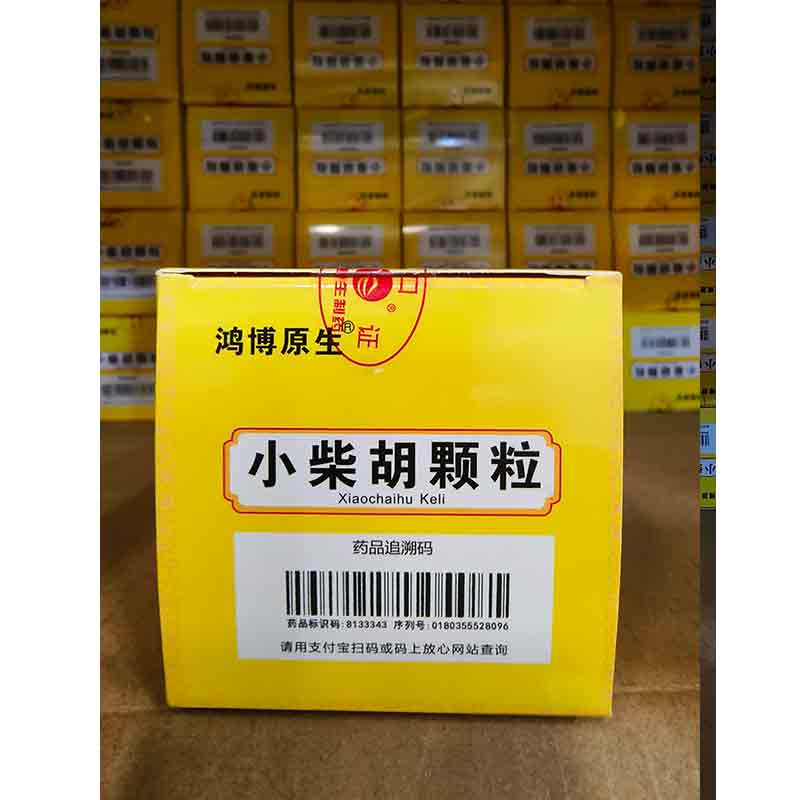 鸿博原生
证
小柴胡颗粒
Xiaochaihu Keli
药品追溯码
药品标识码:8133343 序列号:0180355528096
请用支付宝扫码或码上放心网站查询